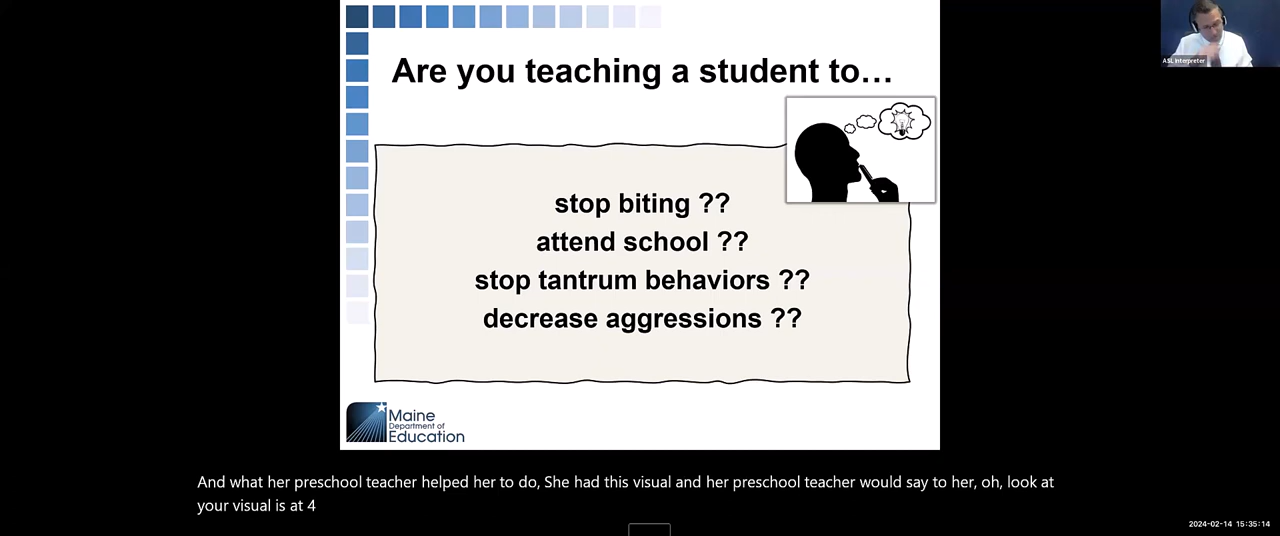 Are you teaching a student to...
stop biting ??
attend school ??
stop tantrum behaviors ??
decrease aggressions ??
Maine
Department of
Education
ASL Interpreter
And what her preschool teacher helped her to do, She had this visual and her preschool teacher would say to her, oh, look at
your visual is at 4
2024-02-14 15:35:14